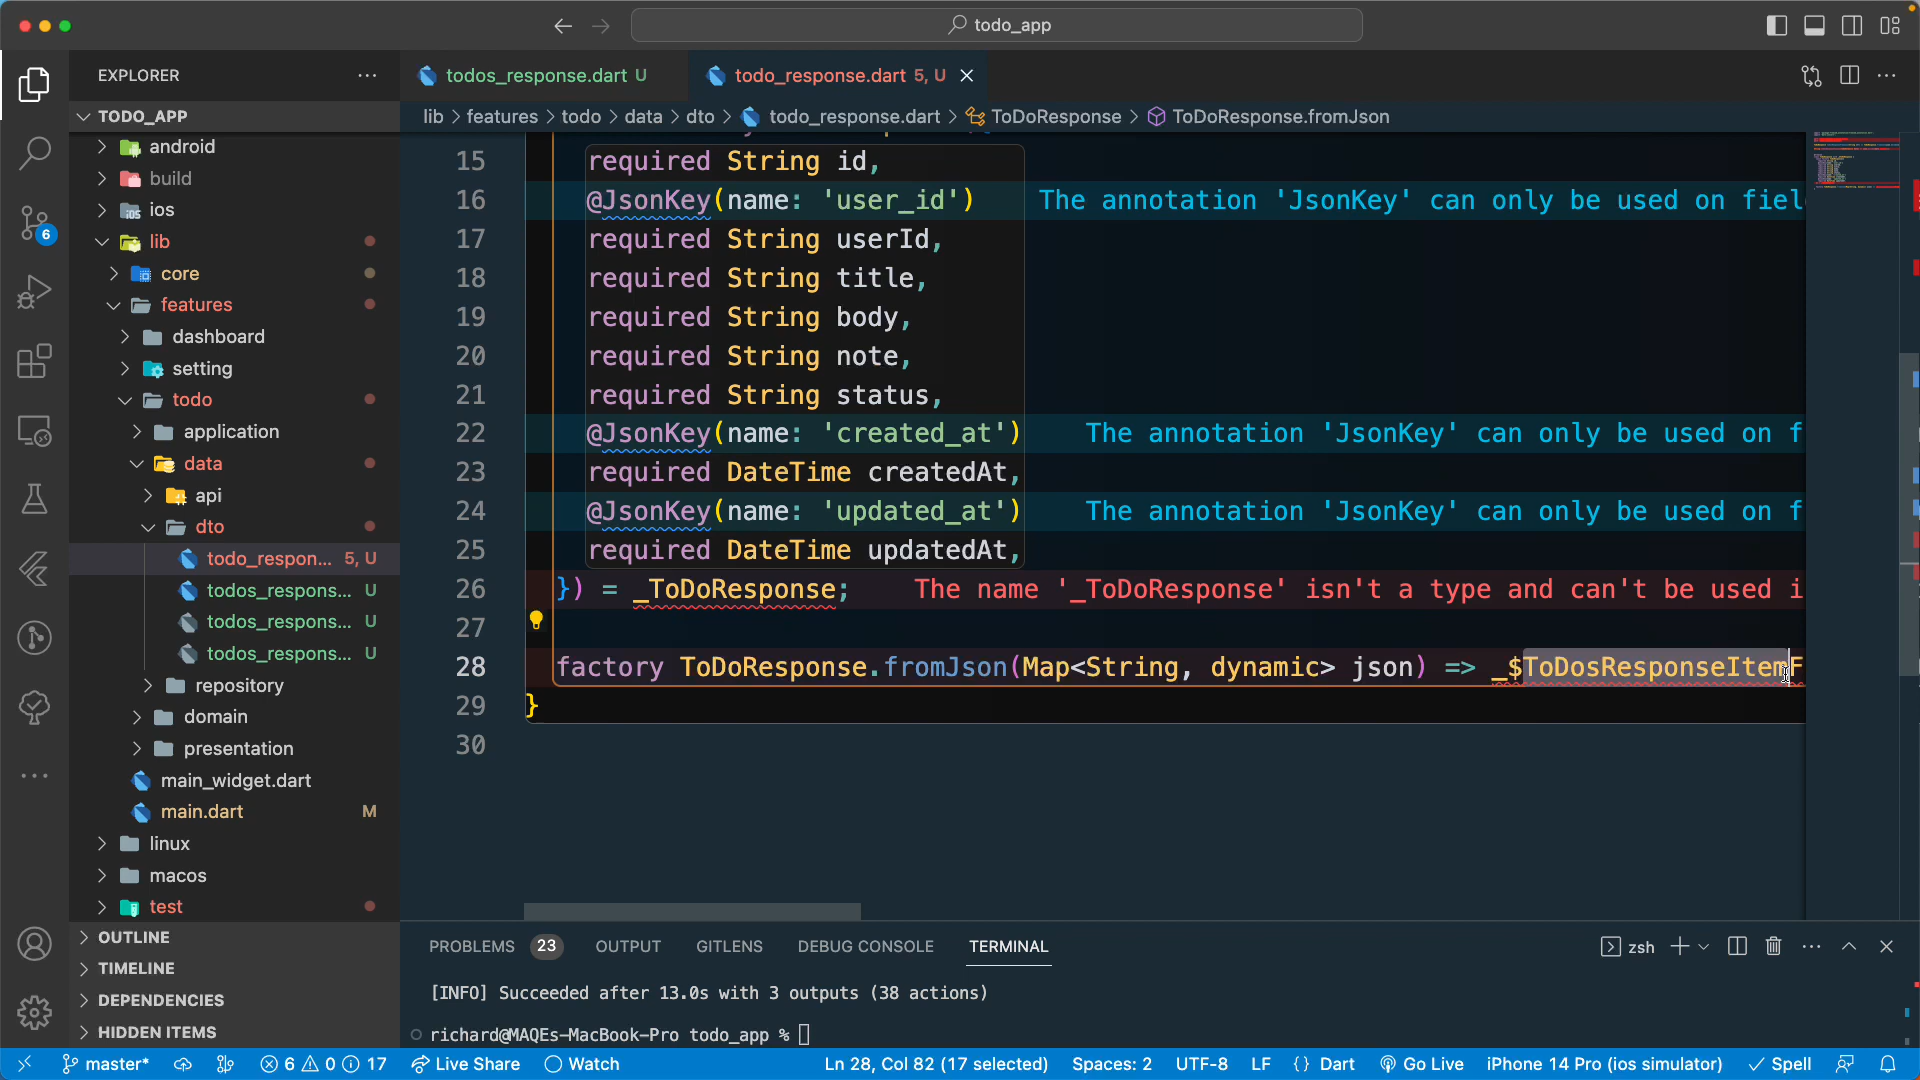 todo_app
EXPLORER
TODO_APP
android
build
ios
lib
core
features
dashboard
setting
todo
application
data
api
dto
todo_respon... 5, U
todos_respons... U
todos_respons... U
todos_respons... U
repository
domain
presentation
main_widget.dart
main.dart M
linux
macos
test
OUTLINE
TIMELINE
DEPENDENCIES
HIDDEN ITEMS
6
todos_response.dart U
todo_response.dart 5, U
lib > features > todo > data > dto > todo_response.dart > ToDoResponse > ToDoResponse.fromJson
15 required String id,
16 @JsonKey(name: 'user_id') The annotation 'JsonKey' can only be used on fiel
17 required String userId,
18 required String title,
19 required String body,
20 required String note,
21 required String status,
22 @JsonKey(name: 'created_at') The annotation 'JsonKey' can only be used on f
23 required DateTime createdAt,
24 @JsonKey(name: 'updated_at') The annotation 'JsonKey' can only be used on f
25 required DateTime updatedAt,
26 }) = _ToDoResponse; The name '_ToDoResponse' isn't a type and can't be used i
27
28 factory ToDoResponse.fromJson(Map<String, dynamic> json) => _$ToDosResponseItemF
29 }
30
PROBLEMS 23 OUTPUT GITLENS DEBUG CONSOLE TERMINAL zsh
[INFO] Succeeded after 13.0s with 3 outputs (38 actions)
richard@MAQEs-MacBook-Pro todo_app %
master* 6 0 17 Live Share Watch Ln 28, Col 82 (17 selected) Spaces: 2 UTF-8 LF {} Dart Go Live iPhone 14 Pro (ios simulator) Spell